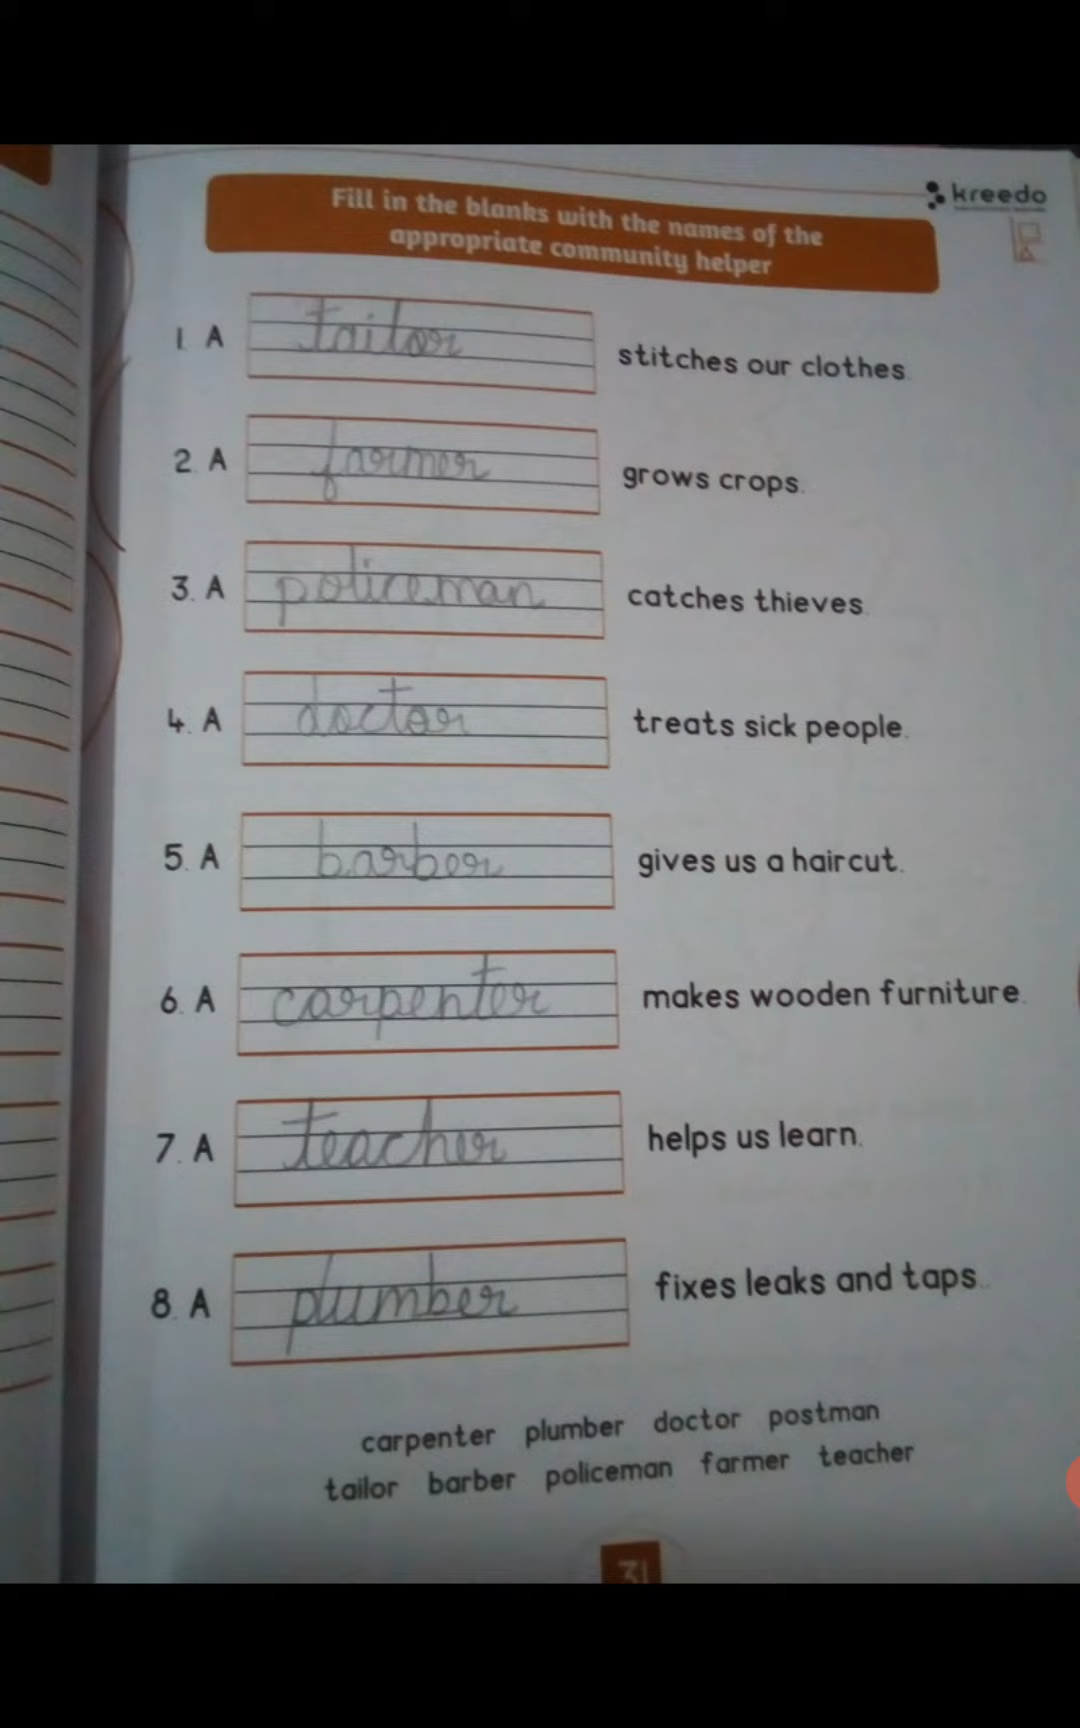 kreedo
Fill in the blanks with the names of the
appropriate community helper
1. A tailor stitches our clothes.
2. A farmer grows crops.
3. A policeman catches thieves.
4. A doctor treats sick people.
5. A barber gives us a haircut.
6. A carpenter makes wooden furniture.
7. A teacher helps us learn.
8. A plumber fixes leaks and taps..
carpenter plumber doctor postman
tailor barber policeman farmer teacher
31